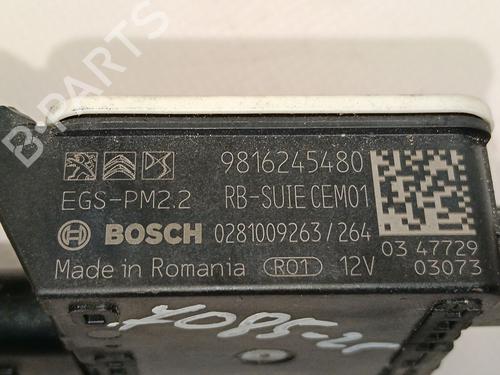 B-PARTS
9816245480
EGS-PM2.2 RB-SUIE CEM01
BOSCH 0281009263/264 03 47729
Made in Romania R01 12V 03073